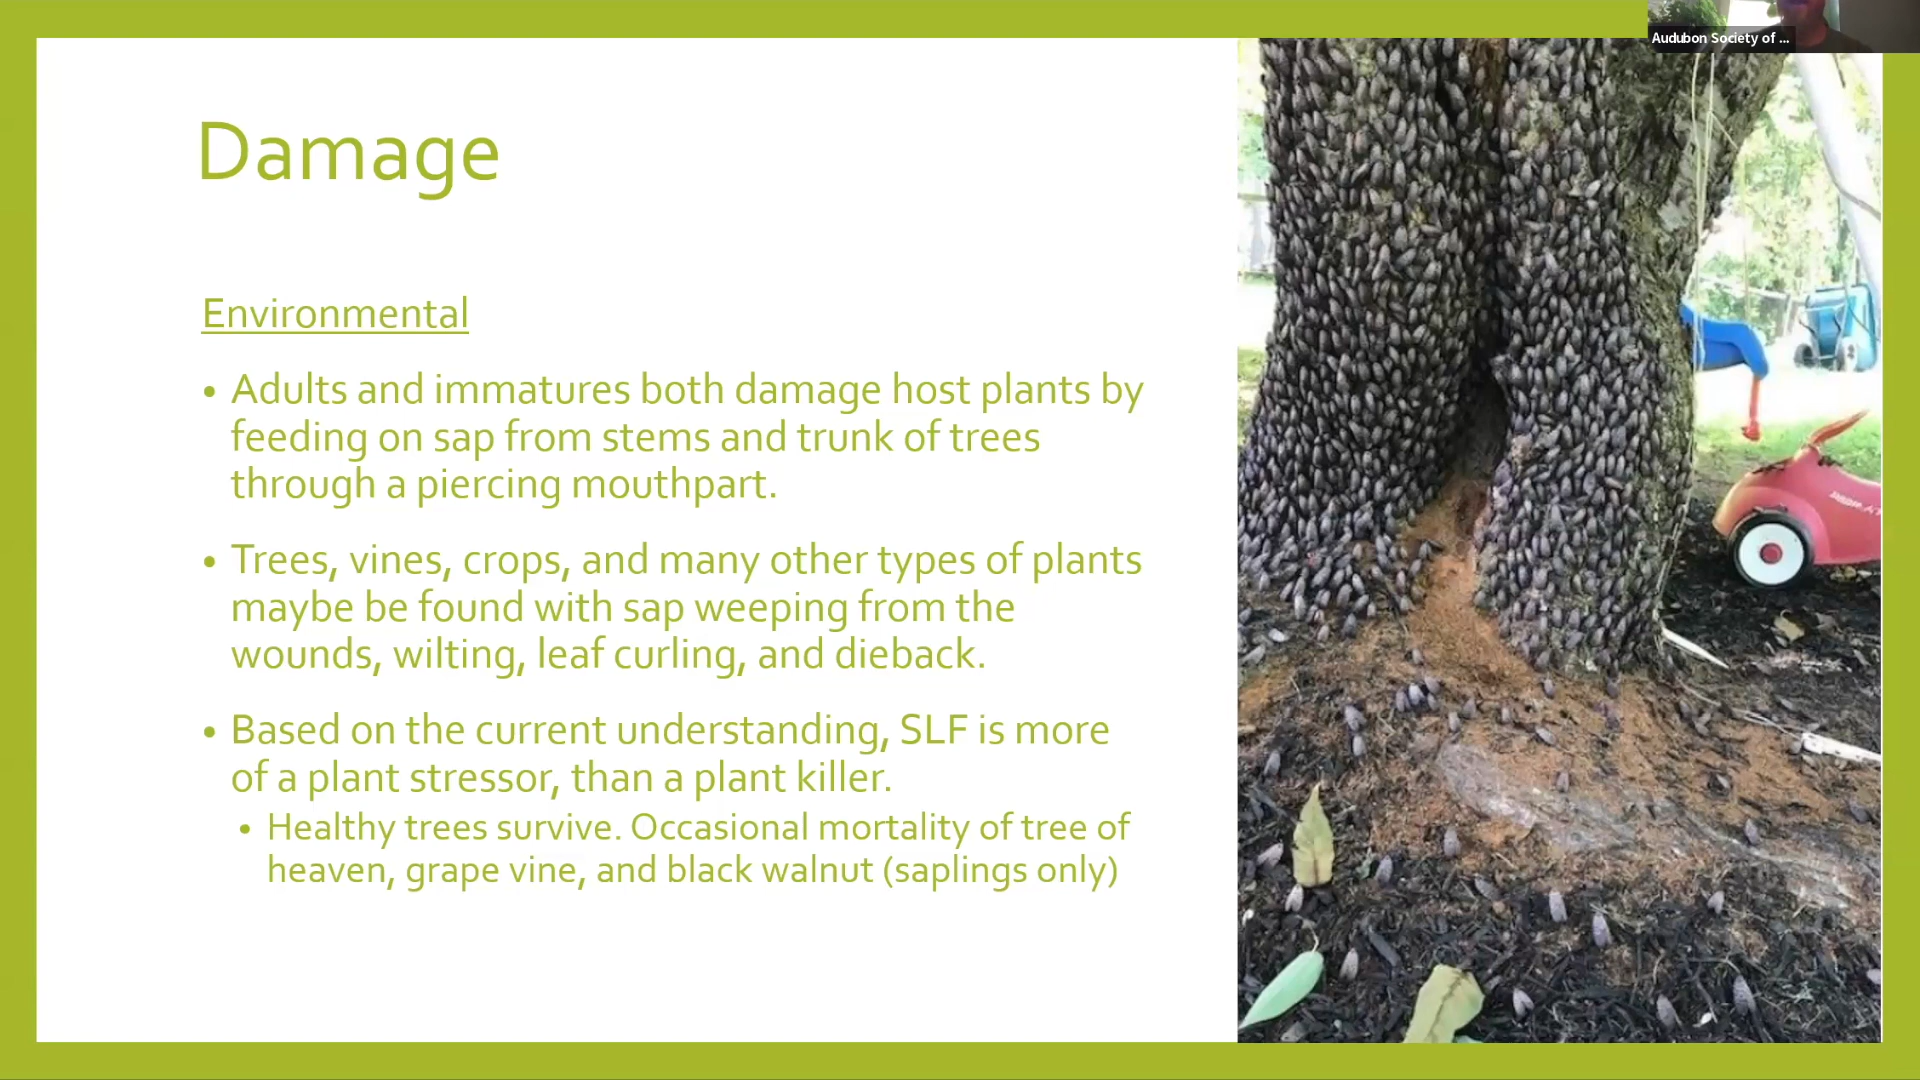 Audubon Society of ...
Damage
Environmental
• Adults and immatures both damage host plants by
feeding on sap from stems and trunk of trees
through a piercing mouthpart.
• Trees, vines, crops, and many other types of plants
maybe be found with sap weeping from the
wounds, wilting, leaf curling, and dieback.
• Based on the current understanding, SLF is more
of a plant stressor, than a plant killer.
• Healthy trees survive. Occasional mortality of tree of
heaven, grape vine, and black walnut (saplings only)